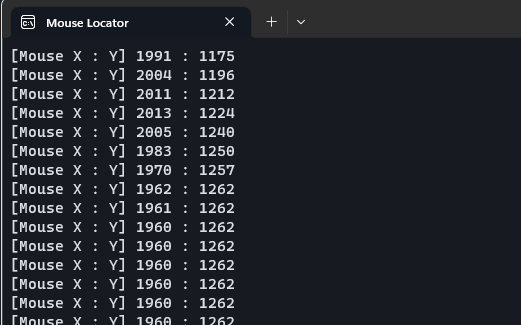 Mouse Locator
[Mouse X : Y] 1991 : 1175
[Mouse X : Y] 2004 : 1196
[Mouse X : Y] 2011 : 1212
[Mouse X : Y] 2013 : 1224
[Mouse X : Y] 2005 : 1240
[Mouse X : Y] 1983 : 1250
[Mouse X : Y] 1970 : 1257
[Mouse X : Y] 1962 : 1262
[Mouse X : Y] 1961 : 1262
[Mouse X : Y] 1960 : 1262
[Mouse X : Y] 1960 : 1262
[Mouse X : Y] 1960 : 1262
[Mouse X : Y] 1960 : 1262
[Mouse X : Y] 1960 : 1262
[Mouse X : Y] 1960 : 1262